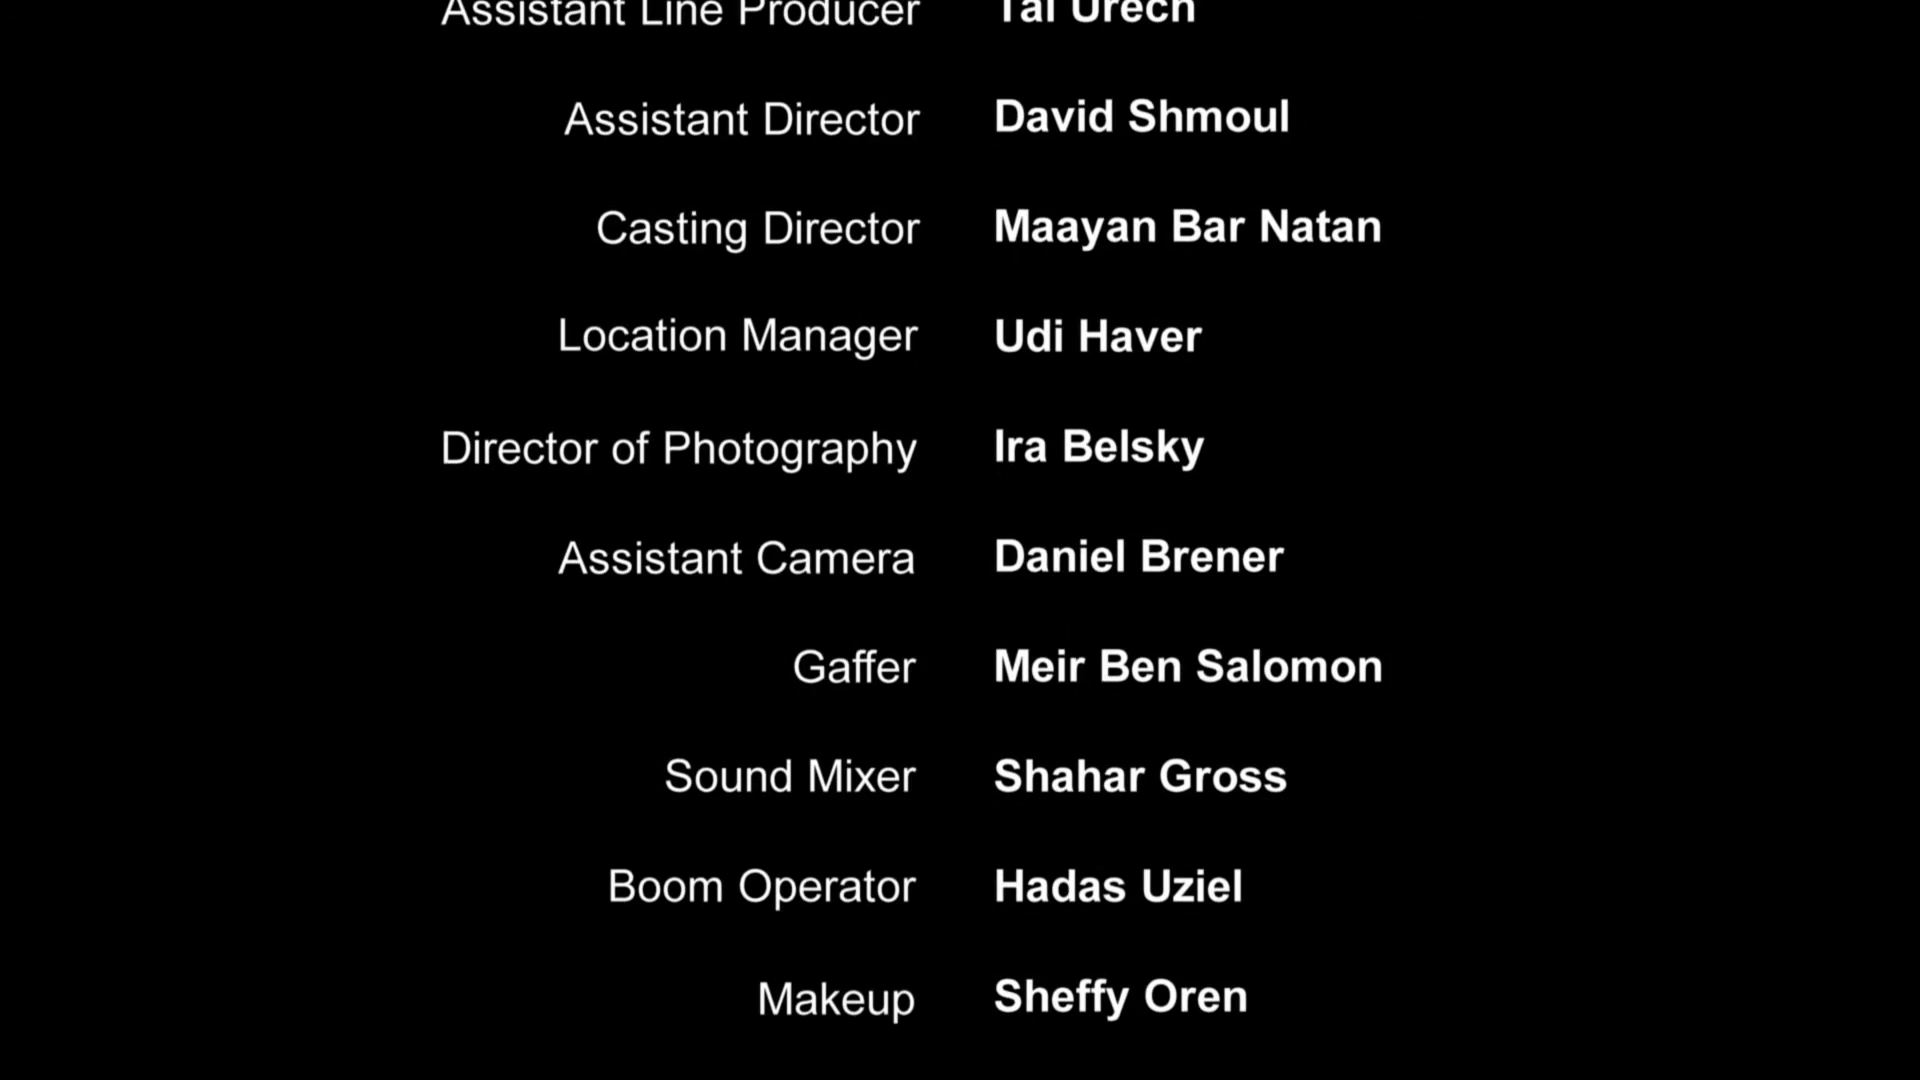 Assistant Line Producer Tal Urech
Assistant Director David Shmoul
Casting Director Maayan Bar Natan
Location Manager Udi Haver
Director of Photography Ira Belsky
Assistant Camera Daniel Brener
Gaffer Meir Ben Salomon
Sound Mixer Shahar Gross
Boom Operator Hadas Uziel
Makeup Sheffy Oren